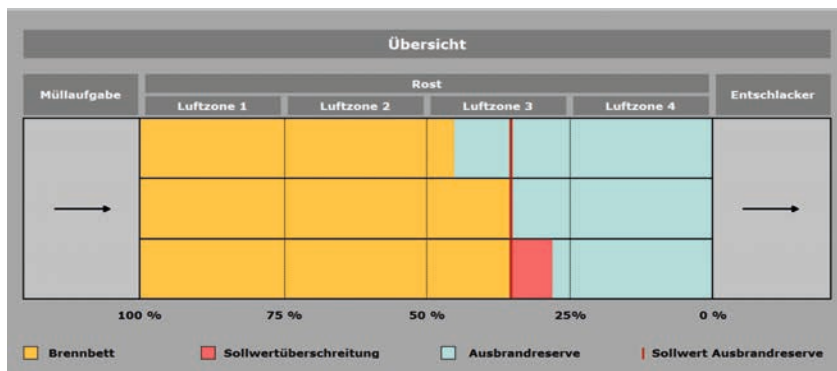 Übersicht
Müllaufgabe
Rost
Entschlacker
Luftzone 1 Luftzone 2 Luftzone 3 Luftzone 4
100 % 75 % 50 % 25% 0 %
Brennbett Sollwertüberschreitung Ausbrandreserve Sollwert Ausbrandreserve